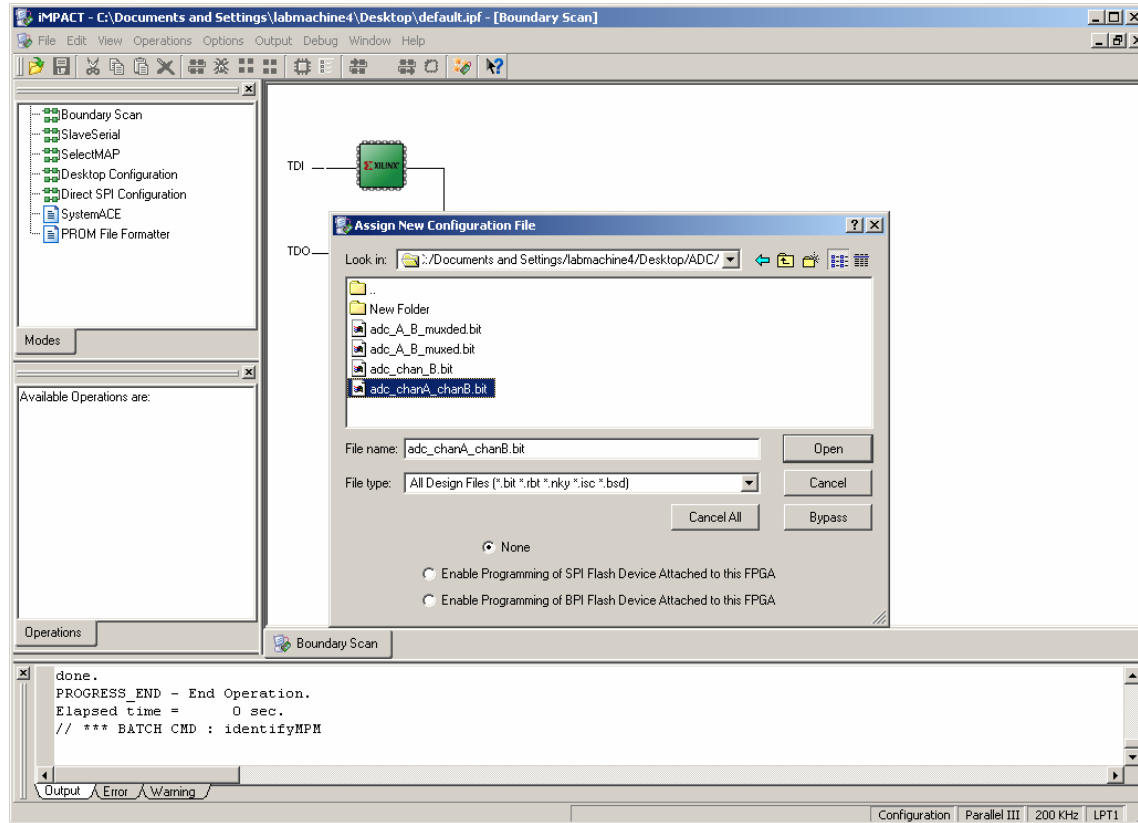 iMPACT - C:\Documents and Settings\labmachine4\Desktop\default.ipf - [Boundary Scan]
File Edit View Operations Options Output Debug Window Help
Boundary Scan
SlaveSerial
SelectMAP
Desktop Configuration
Direct SPI Configuration
SystemACE
PROM File Formatter
Modes
Available Operations are:
Operations
TDI
XILINX
TDO
Assign New Configuration File
Look in: :/Documents and Settings/labmachine4/Desktop/ADC/
..
New Folder
adc_A_B_muxded.bit
adc_A_B_muxed.bit
adc_chan_B.bit
adc_chanA_chanB.bit
File name: adc_chanA_chanB.bit Open
File type: All Design Files (*.bit *.rbt *.nky *.isc *.bsd) Cancel
Cancel All Bypass
None
Enable Programming of SPI Flash Device Attached to this FPGA
Enable Programming of BPI Flash Device Attached to this FPGA
Boundary Scan
done.
PROGRESS_END - End Operation.
Elapsed time = 0 sec.
// *** BATCH CMD : identifyMPM
Output Error Warning
Configuration Parallel III 200 KHz LPT1